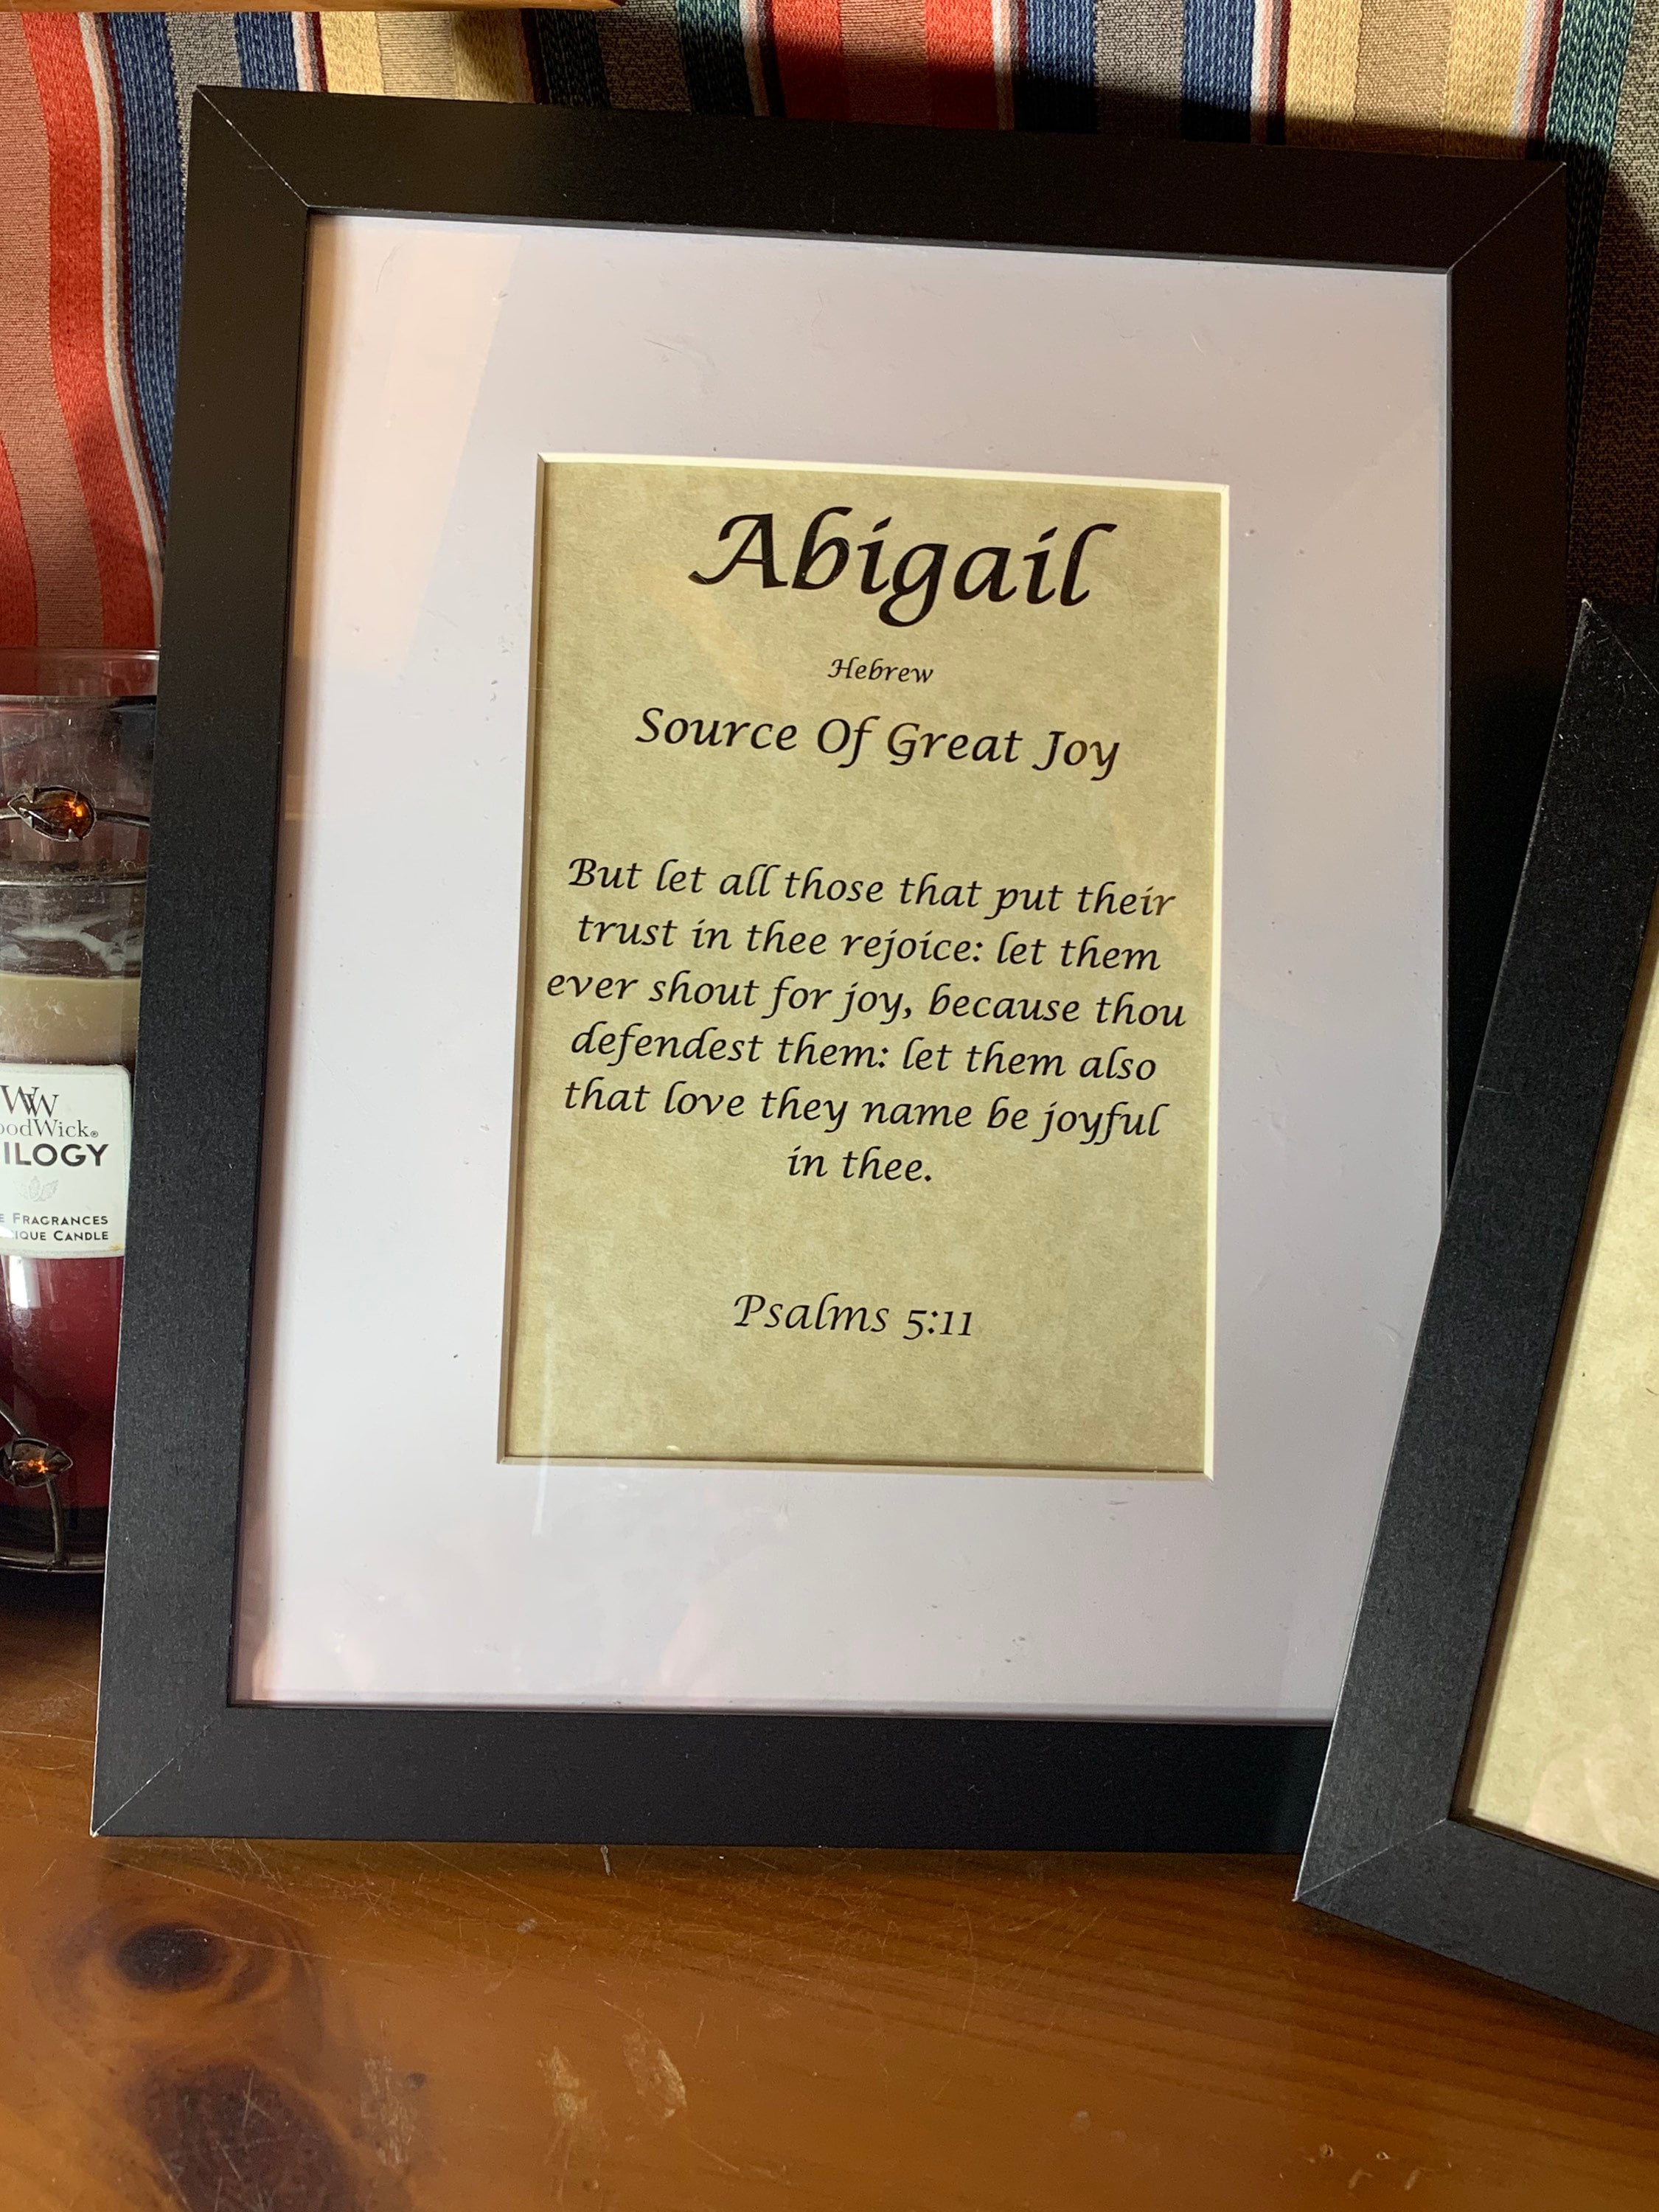 Abigail
Hebrew
Source Of Great Joy
But let all those that put their
trust in thee rejoice: let them
ever shout for joy, because thou
defendest them: let them also
that love they name be joyful
in thee.
Psalms 5:11
WW
oodWick®
ILOGY
E FRAGRANCES
IQUE CANDLE